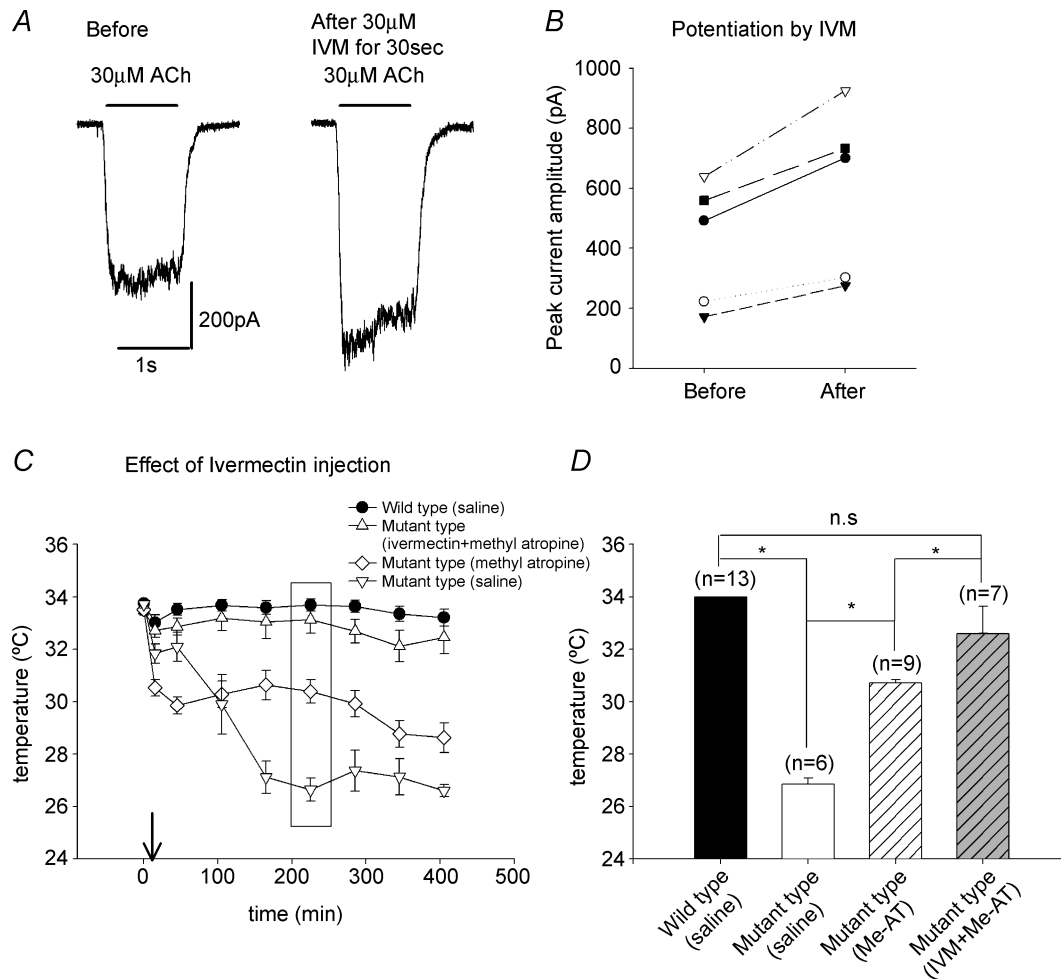 A
Before
30μM ACh
After 30μM
IVM for 30sec
30μM ACh
200pA
1s
B
Potentiation by IVM
Peak current amplitude (pA)
1000
800
600
400
200
0
Before
After
C
Effect of Ivermectin injection
Wild type (saline)
Mutant type
(ivermectin+methyl atropine)
Mutant type (methyl atropine)
Mutant type (saline)
temperature (ºC)
36
34
32
30
28
26
24
0
100
200
300
400
500
time (min)
D
n.s
*
*
*
(n=13)
(n=6)
(n=9)
(n=7)
temperature (ºC)
36
34
32
30
28
26
24
Wild type
(saline)
Mutant type
(saline)
Mutant type
(Me-AT)
Mutant type
(IVM+Me-AT)